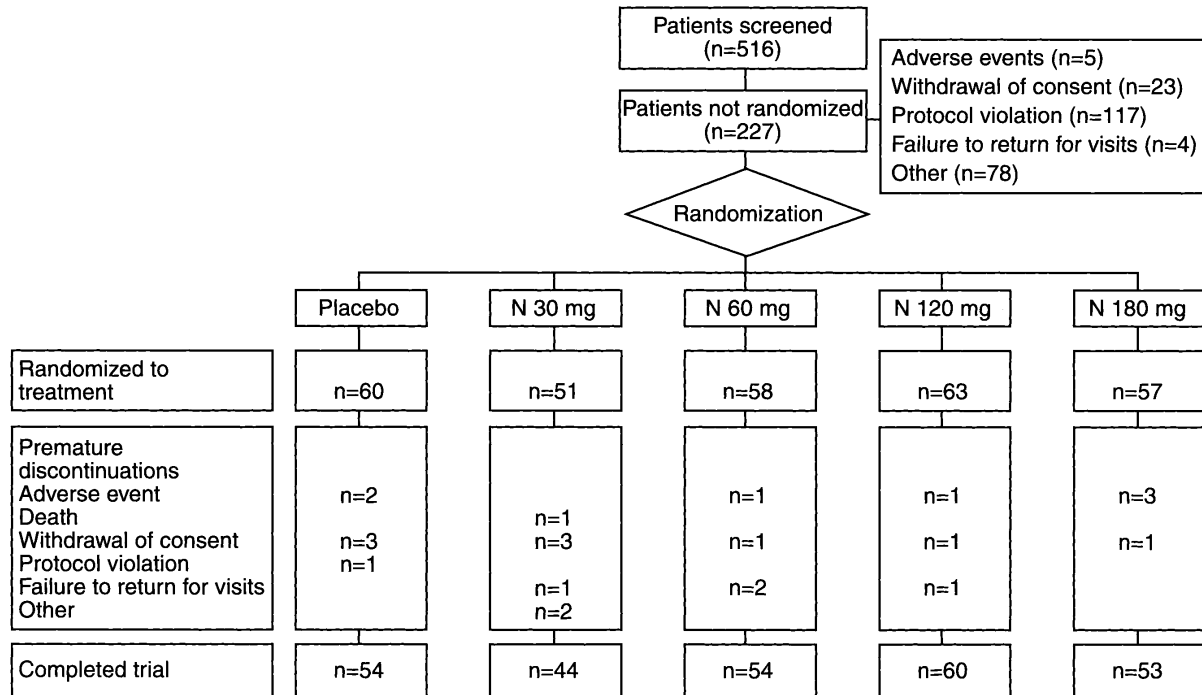 Patients screened
(n=516)
Patients not randomized
(n=227)
Adverse events (n=5)
Withdrawal of consent (n=23)
Protocol violation (n=117)
Failure to return for visits (n=4)
Other (n=78)
Randomization
Placebo N 30 mg N 60 mg N 120 mg N 180 mg
Randomized to
treatment n=60 n=51 n=58 n=63 n=57
Premature
discontinuations
Adverse event n=2 n=1 n=1 n=3
Death n=1
Withdrawal of consent n=3 n=3 n=1 n=1 n=1
Protocol violation n=1
Failure to return for visits n=1 n=2 n=1
Other n=2
Completed trial n=54 n=44 n=54 n=60 n=53